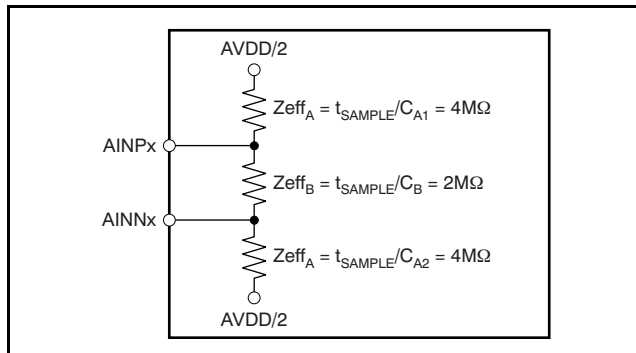 AVDD/2
Zeff_A = t_SAMPLE/C_A1 = 4MΩ
AINPx
Zeff_B = t_SAMPLE/C_B = 2MΩ
AINNx
Zeff_A = t_SAMPLE/C_A2 = 4MΩ
AVDD/2